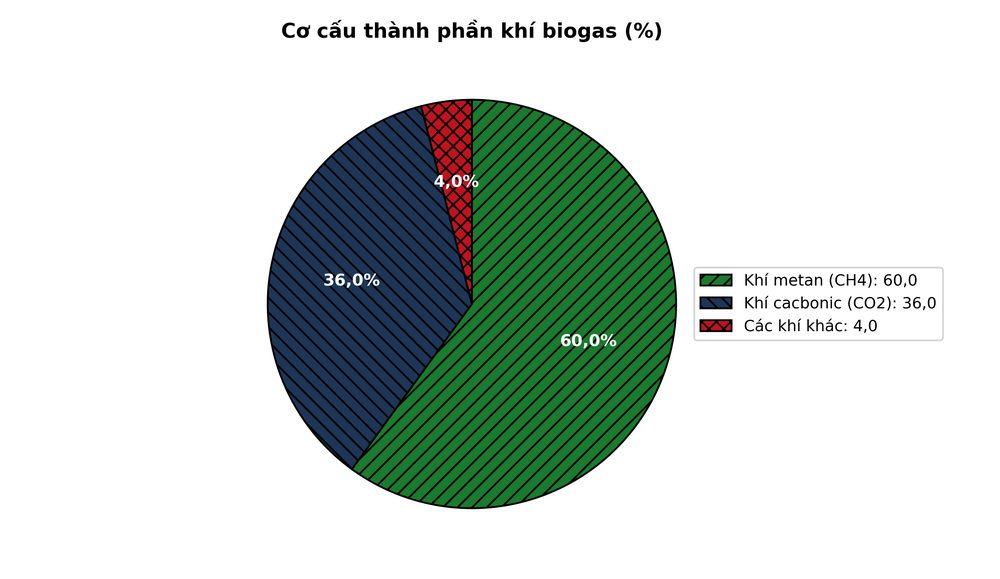 Cơ cấu thành phần khí biogas (%)
4,0%
36,0%
60,0%
Khí metan (CH4): 60,0
Khí cacbonic (CO2): 36,0
Các khí khác: 4,0